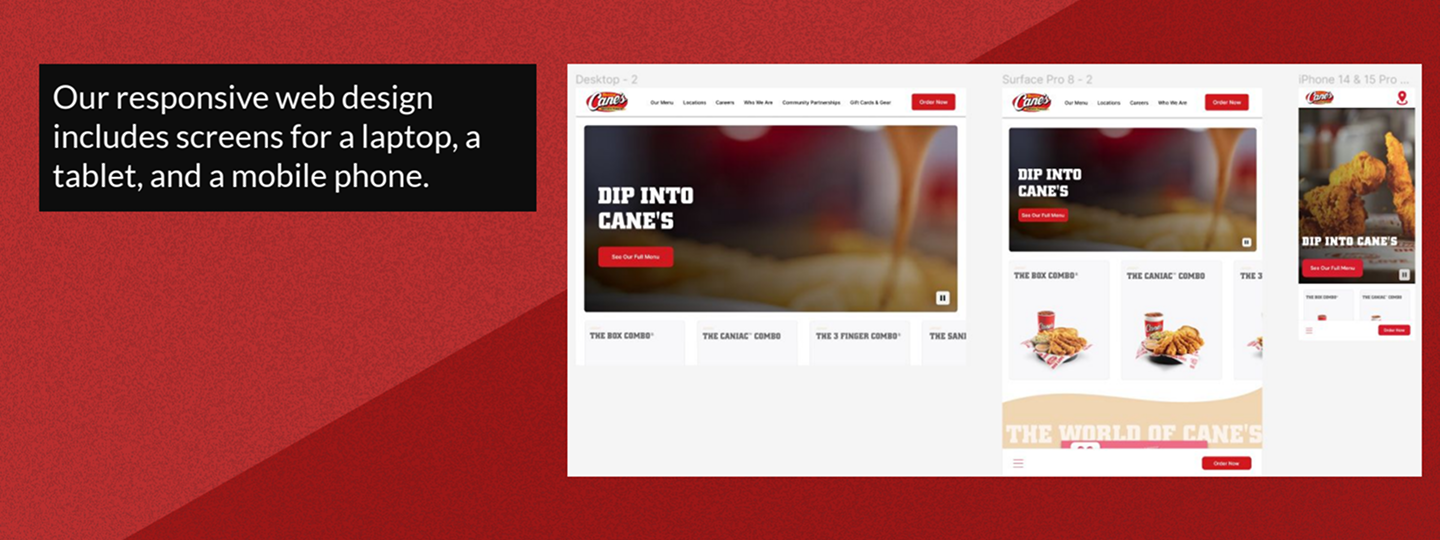 Our responsive web design
includes screens for a laptop, a
tablet, and a mobile phone.
Desktop - 2
Cane's
Our Menu Locations Careers Who We Are Community Partnerships Gift Cards & Gear Order Now
DIP INTO
CANE'S
See Our Full Menu
THE BOX COMBO® THE CANIAC™ COMBO THE 3 FINGER COMBO® THE SAN
Surface Pro 8 - 2
Cane's
Our Menu Locations Careers Who We Are Order Now
DIP INTO
CANE'S
See Our Full Menu
THE BOX COMBO® THE CANIAC™ COMBO THE 3
THE WORLD OF CANE'S
Order Now
iPhone 14 & 15 Pro ...
Cane's
DIP INTO CANE'S
See Our Full Menu
THE BOX COMBO® THE CANIAC™ COMBO
Order Now